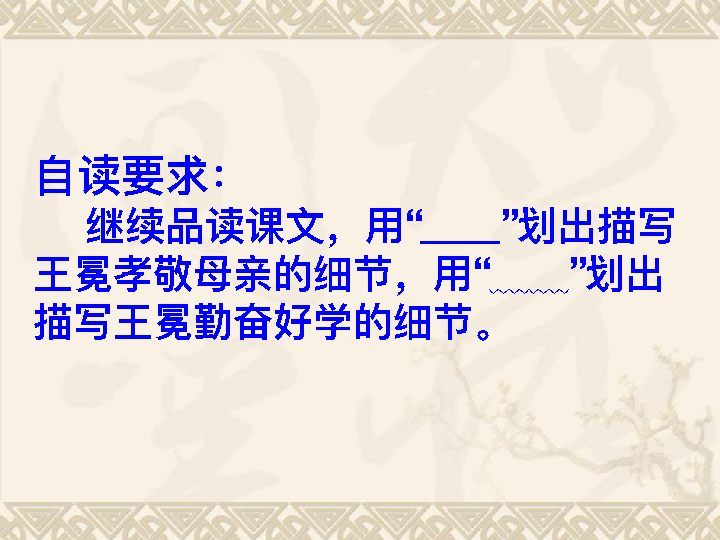 自读要求：
继续品读课文，用“____”划出描写
王冕孝敬母亲的细节，用“﹏﹏﹏”划出
描写王冕勤奋好学的细节。